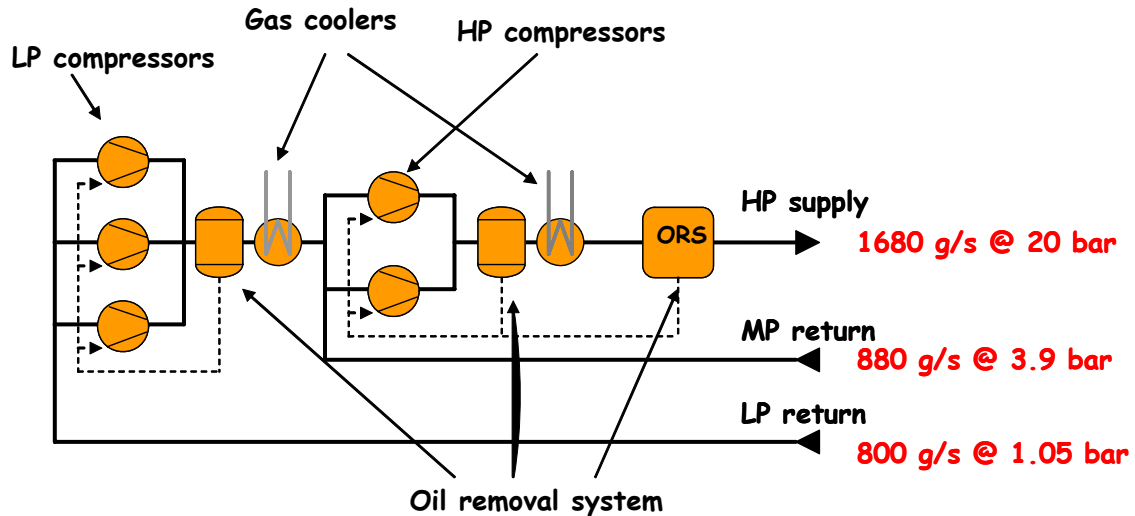 Gas coolers
HP compressors
LP compressors
HP supply
ORS
1680 g/s @ 20 bar
MP return
880 g/s @ 3.9 bar
LP return
800 g/s @ 1.05 bar
Oil removal system